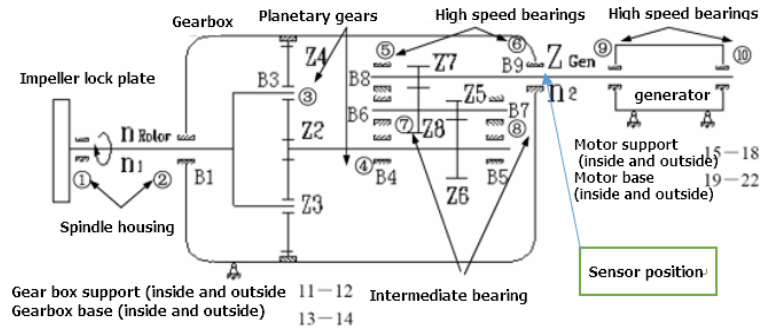 Gearbox
Planetary gears
High speed bearings
High speed bearings
Impeller lock plate
Z4
B3
③
⑤
⑥
Z7
B8
B9
Z Gen
n2
⑨
⑩
generator
n Rotor
n1
①
②
B1
Z2
Z3
B6
Z5
B7
⑦
Z8
⑧
④
B4
Z6
B5
Spindle housing
Motor support
(inside and outside)
15－18
Motor base
(inside and outside)
19－22
Sensor position
Gear box support (inside and outside
11－12
Gearbox base (inside and outside)
13－14
Intermediate bearing